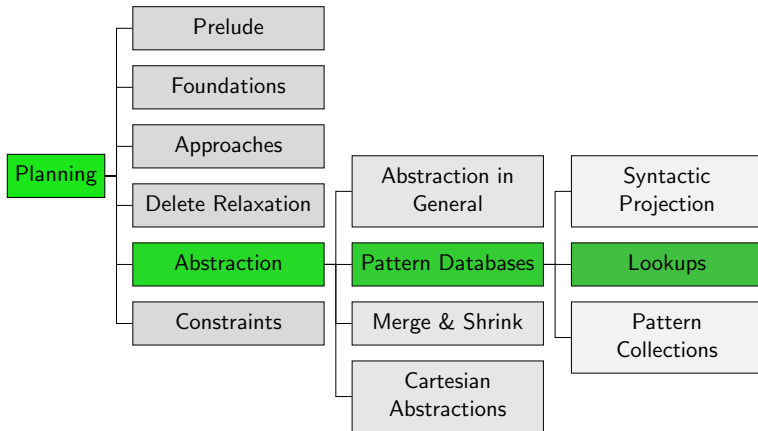 Planning
Prelude
Foundations
Approaches
Delete Relaxation
Abstraction
Constraints
Abstraction in
General
Pattern Databases
Merge & Shrink
Cartesian
Abstractions
Syntactic
Projection
Lookups
Pattern
Collections